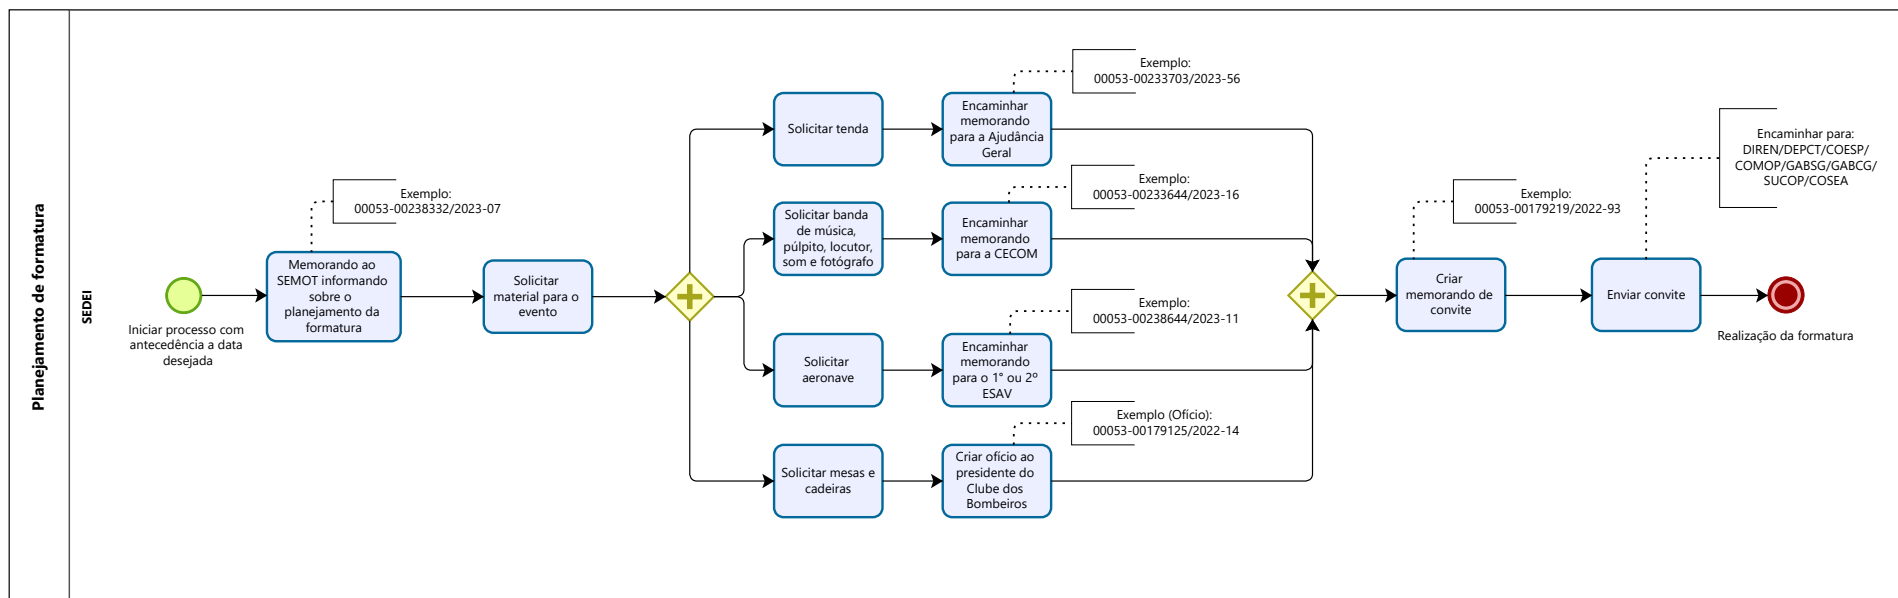 Planejamento de formatura
SEDEI
Iniciar processo com
antecedência a data
desejada
Exemplo:
00053-00238332/2023-07
Memorando ao
SEMOT informando
sobre o
planejamento da
formatura
Solicitar
material para o
evento
Solicitar tenda
Encaminhar
memorando
para a Ajudância
Geral
Exemplo:
00053-00233703/2023-56
Solicitar banda
de música,
púlpito, locutor,
som e fotógrafo
Encaminhar
memorando
para a CECOM
Exemplo:
00053-00233644/2023-16
Solicitar
aeronave
Encaminhar
memorando
para o 1° ou 2º
ESAV
Exemplo:
00053-00238644/2023-11
Solicitar mesas e
cadeiras
Criar ofício ao
presidente do
Clube dos
Bombeiros
Exemplo (Ofício):
00053-00179125/2022-14
Exemplo:
00053-00179219/2022-93
Criar
memorando de
convite
Encaminhar para:
DIREN/DEPCT/COESP/
COMOP/GABSG/GABCG/
SUCOP/COSEA
Enviar convite
Realização da formatura